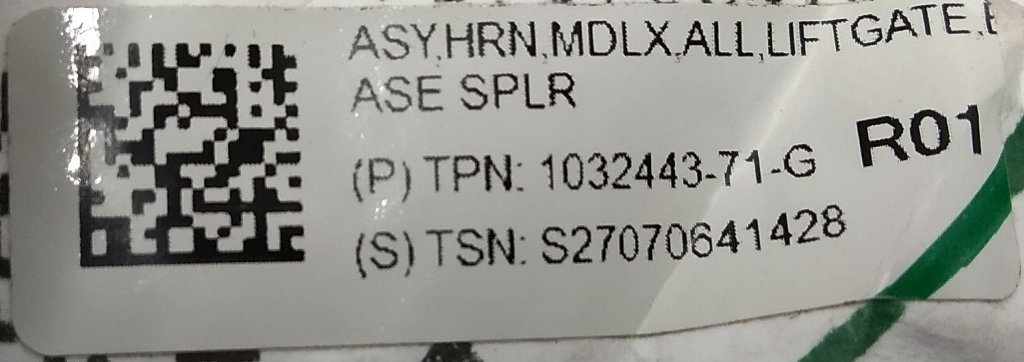 ASY,HRN,MDLX,ALL,LIFTGATE,B
ASE SPLR
R01
(P) TPN: 1032443-71-G
(S) TSN: S27070641428